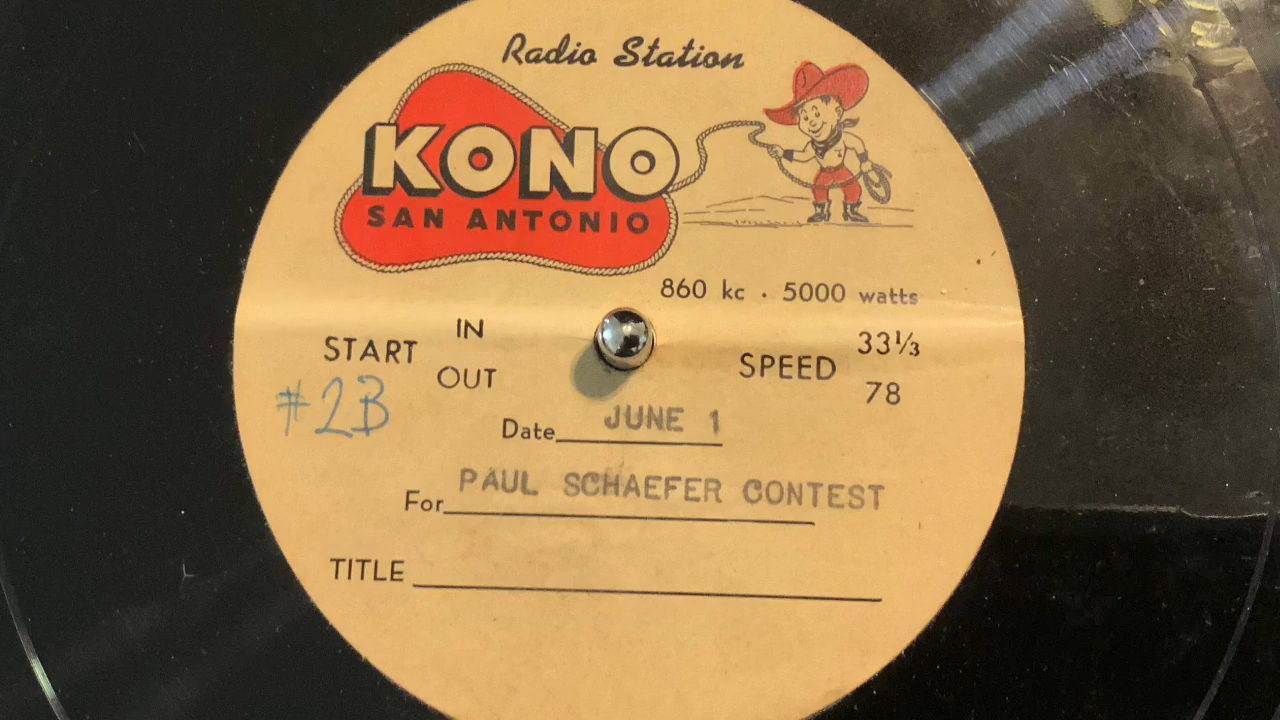 Radio Station
KONO
SAN ANTONIO
860 kc . 5000 watts
START IN OUT
SPEED 33⅓ 78
#2B
Date JUNE 1
For PAUL SCHAEFER CONTEST
TITLE